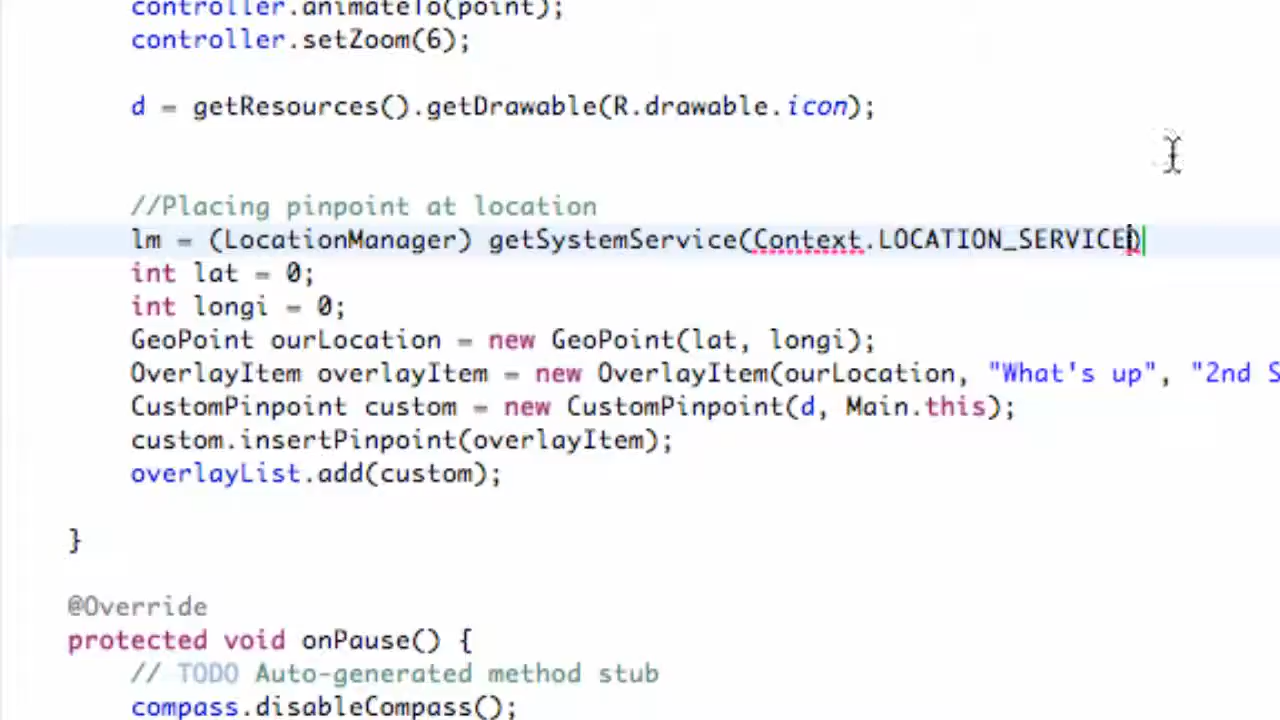 controller.animateTo(point);
controller.setZoom(6);
d = getResources().getDrawable(R.drawable.icon);
//Placing pinpoint at location
lm = (LocationManager) getSystemService(Context.LOCATION_SERVICE)
int lat = 0;
int longi = 0;
GeoPoint ourLocation = new GeoPoint(lat, longi);
OverlayItem overlayItem = new OverlayItem(ourLocation, "What's up", "2nd S
CustomPinpoint custom = new CustomPinpoint(d, Main.this);
custom.insertPinpoint(overlayItem);
overlayList.add(custom);
}
@Override
protected void onPause() {
// TODO Auto-generated method stub
compass.disableCompass();